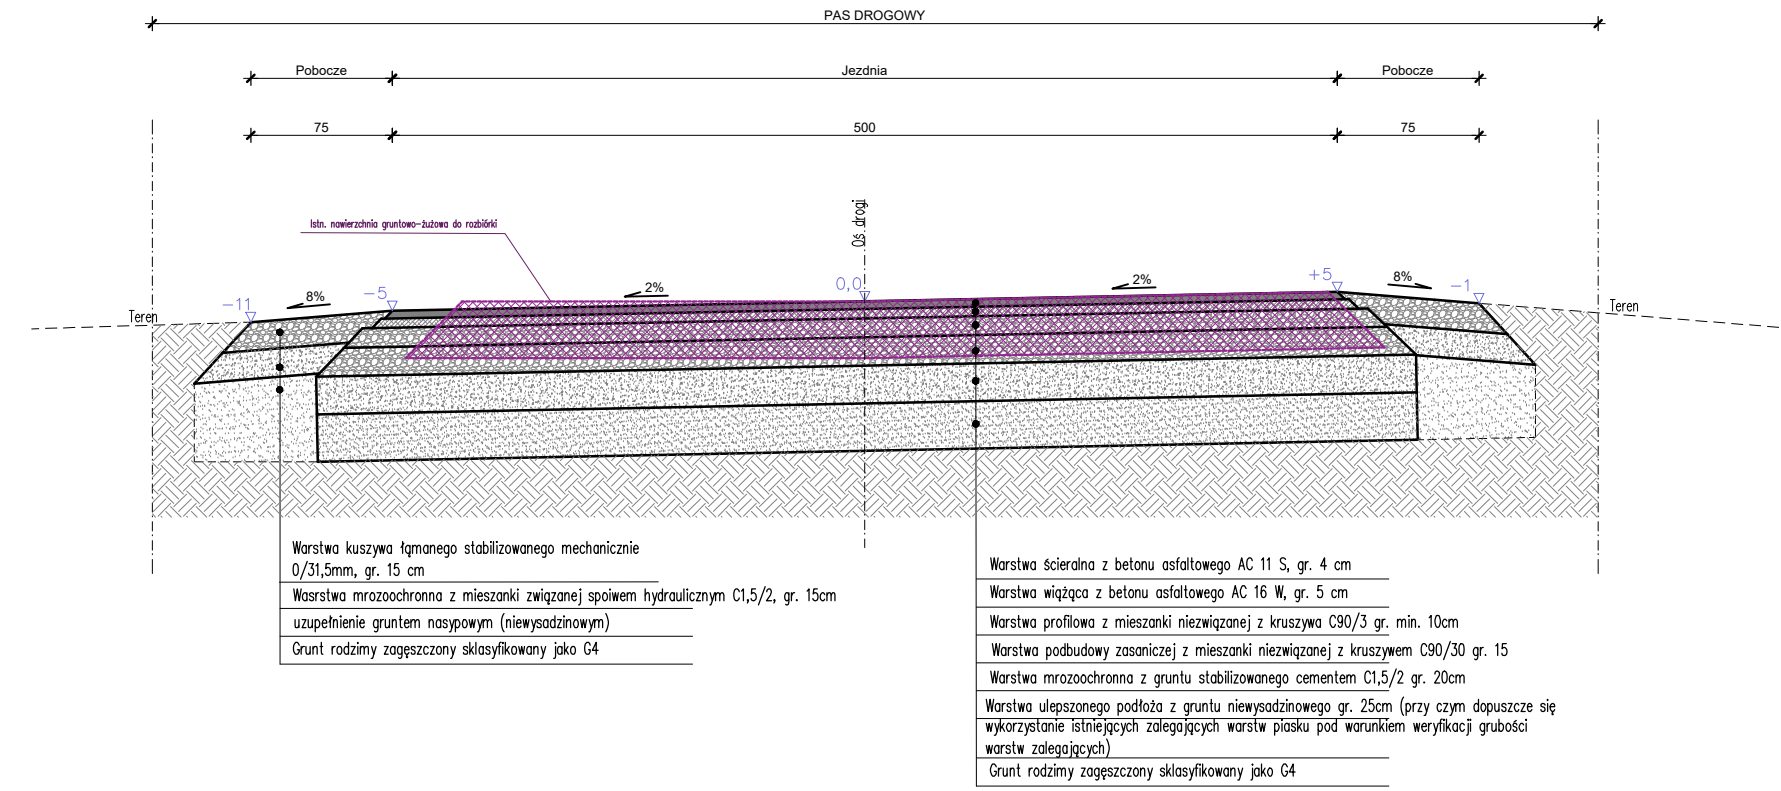 PAS DROGOWY
Pobocze
Jezdnia
Pobocze
75
500
75
Oś drogi
Istn. nawierzchnia gruntowo-żużowa do rozbiórki
-11
8%
-5
2%
0,0
2%
+5
8%
-1
Teren
Teren
Warstwa kuszywa łąmanego stabilizowanego mechanicznie
0/31,5mm, gr. 15 cm
Wasrstwa mrozoochronna z mieszanki związanej spoiwem hydraulicznym C1,5/2, gr. 15cm
uzupełnienie gruntem nasypowym (niewysadzinowym)
Grunt rodzimy zagęszczony sklasyfikowany jako G4
Warstwa ścieralna z betonu asfaltowego AC 11 S, gr. 4 cm
Warstwa wiążąca z betonu asfaltowego AC 16 W, gr. 5 cm
Warstwa profilowa z mieszanki niezwiązanej z kruszywa C90/3 gr. min. 10cm
Warstwa podbudowy zasaniczej z mieszanki niezwiązanej z kruszywem C90/30 gr. 15
Warstwa mrozoochronna z gruntu stabilizowanego cementem C1,5/2 gr. 20cm
Warstwa ulepszonego podłoża z gruntu niewysadzinowego gr. 25cm (przy czym dopuszcze się
wykorzystanie istniejących zalegających warstw piasku pod warunkiem weryfikacji grubości
warstw zalegających)
Grunt rodzimy zagęszczony sklasyfikowany jako G4